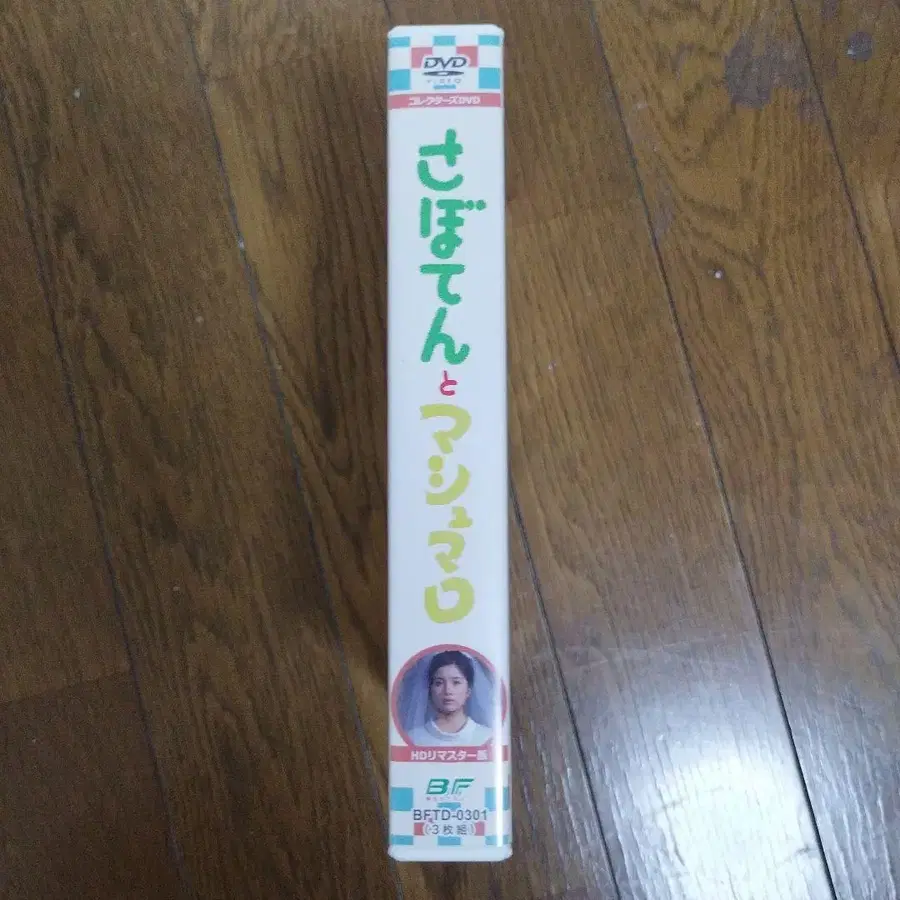 DVD
VIDEO
コレクターズDVD
さぼてん
と
マシュマロ
HDリマスター版
BF
BFTD-0301
(3枚組)